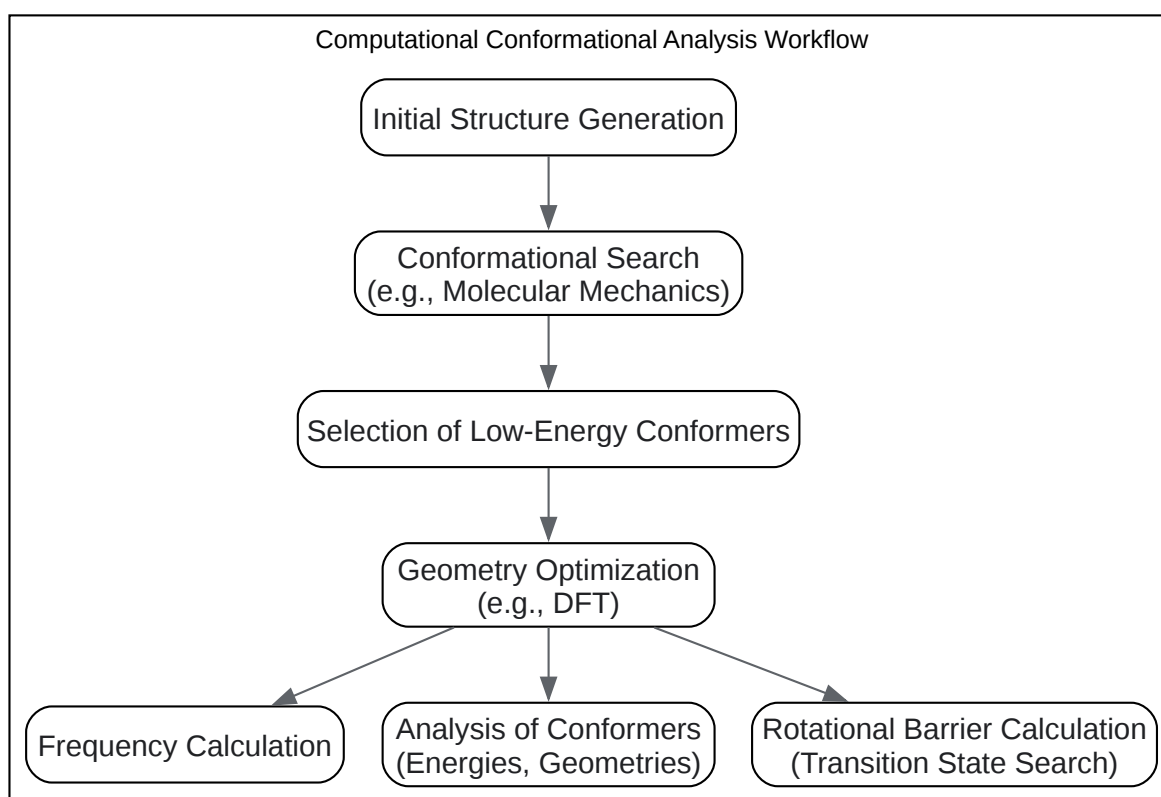 Computational Conformational Analysis Workflow
Initial Structure Generation
Conformational Search
(e.g., Molecular Mechanics)
Selection of Low-Energy Conformers
Geometry Optimization
(e.g., DFT)
Frequency Calculation
Analysis of Conformers
(Energies, Geometries)
Rotational Barrier Calculation
(Transition State Search)